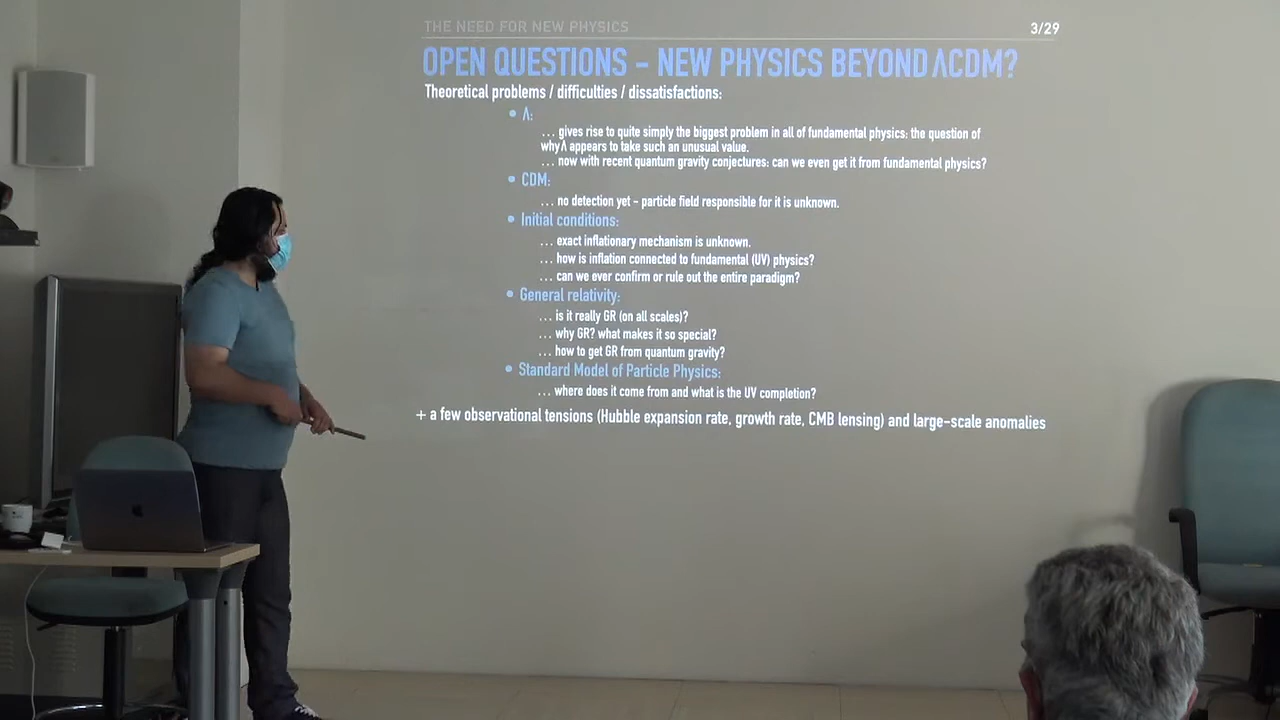 THE NEED FOR NEW PHYSICS
3/29
OPEN QUESTIONS – NEW PHYSICS BEYOND ΛCDM?
Theoretical problems / difficulties / dissatisfactions:
• Λ:
... gives rise to quite simply the biggest problem in all of fundamental physics: the question of
why Λ appears to take such an unusual value.
... now with recent quantum gravity conjectures: can we even get it from fundamental physics?
• CDM:
... no detection yet – particle field responsible for it is unknown.
• Initial conditions:
... exact inflationary mechanism is unknown.
... how is inflation connected to fundamental (UV) physics?
... can we ever confirm or rule out the entire paradigm?
• General relativity:
... is it really GR (on all scales)?
... why GR? what makes it so special?
... how to get GR from quantum gravity?
• Standard Model of Particle Physics:
... where does it come from and what is the UV completion?
+ a few observational tensions (Hubble expansion rate, growth rate, CMB lensing) and large-scale anomalies